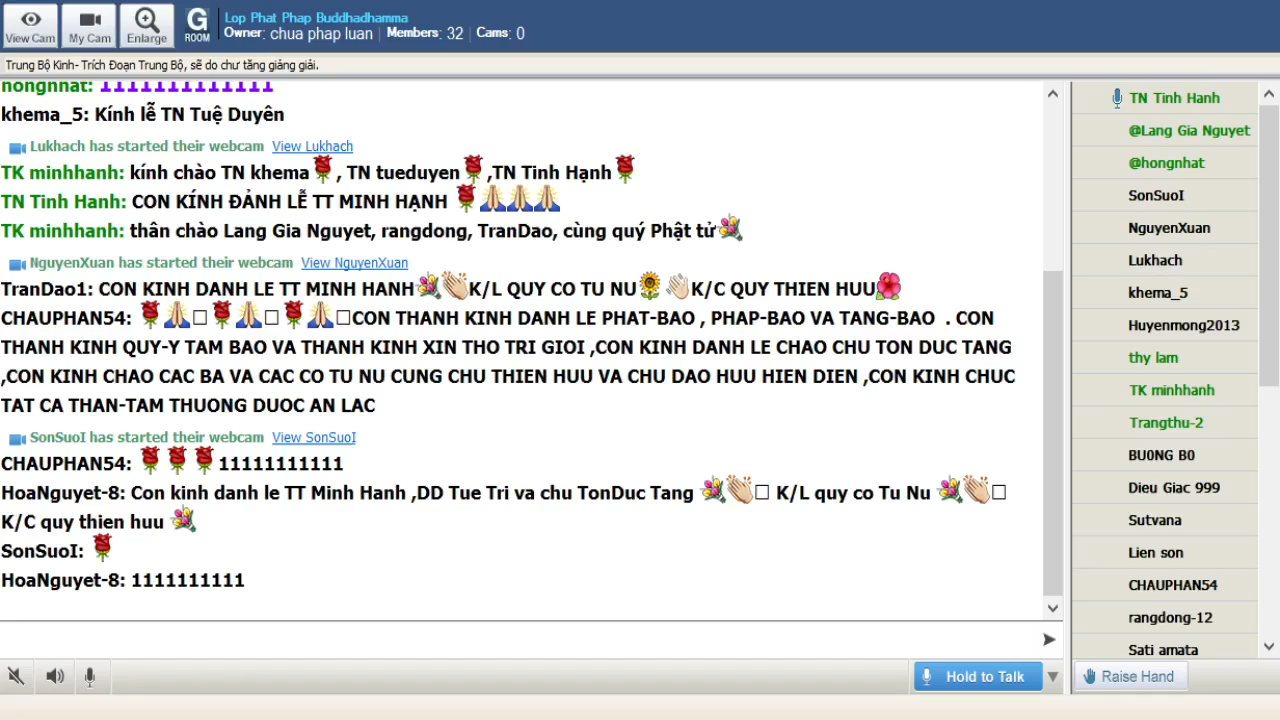 View Cam
My Cam
Enlarge
G
ROOM
Lop Phat Phap Buddhadhamma
Owner: chua phap luan | Members: 32 | Cams: 0
Trung Bộ Kinh- Trích Đoạn Trung Bộ, sẽ do chư tăng giảng giải.
hongnhat: 1111111111111
khema_5: Kính lễ TN Tuệ Duyên
Lukhach has started their webcam View Lukhach
TK minhhanh: kính chào TN khema🌹, TN tueduyen🌹,TN Tinh Hạnh🌹
TN Tinh Hanh: CON KÍNH ĐẢNH LỄ TT MINH HẠNH 🌹🙏🙏🙏
TK minhhanh: thân chào Lang Gia Nguyet, rangdong, TranDao, cùng quý Phật tử💐
NguyenXuan has started their webcam View NguyenXuan
TranDao1: CON KINH DANH LE TT MINH HANH💐👏K/L QUY CO TU NU🌻👏K/C QUY THIEN HUU🌺
CHAUPHAN54: 🌹🙏□🌹🙏□🌹🙏□CON THANH KINH DANH LE PHAT-BAO , PHAP-BAO VA TANG-BAO . CON
THANH KINH QUY-Y TAM BAO VA THANH KINH XIN THO TRI GIOI ,CON KINH DANH LE CHAO CHU TON DUC TANG
,CON KINH CHAO CAC BA VA CAC CO TU NU CUNG CHU THIEN HUU VA CHU DAO HUU HIEN DIEN ,CON KINH CHUC
TAT CA THAN-TAM THUONG DUOC AN LAC
SonSuoI has started their webcam View SonSuoI
CHAUPHAN54: 🌹🌹🌹11111111111
HoaNguyet-8: Con kinh danh le TT Minh Hanh ,DD Tue Tri va chu TonDuc Tang 💐👏□ K/L quy co Tu Nu 💐👏□
K/C quy thien huu 💐
SonSuoI: 🌹
HoaNguyet-8: 1111111111
Hold to Talk
TN Tinh Hanh
@Lang Gia Nguyet
@hongnhat
SonSuoI
NguyenXuan
Lukhach
khema_5
Huyenmong2013
thy lam
TK minhhanh
Trangthu-2
BU0NG B0
Dieu Giac 999
Sutvana
Lien son
CHAUPHAN54
rangdong-12
Sati amata
Raise Hand